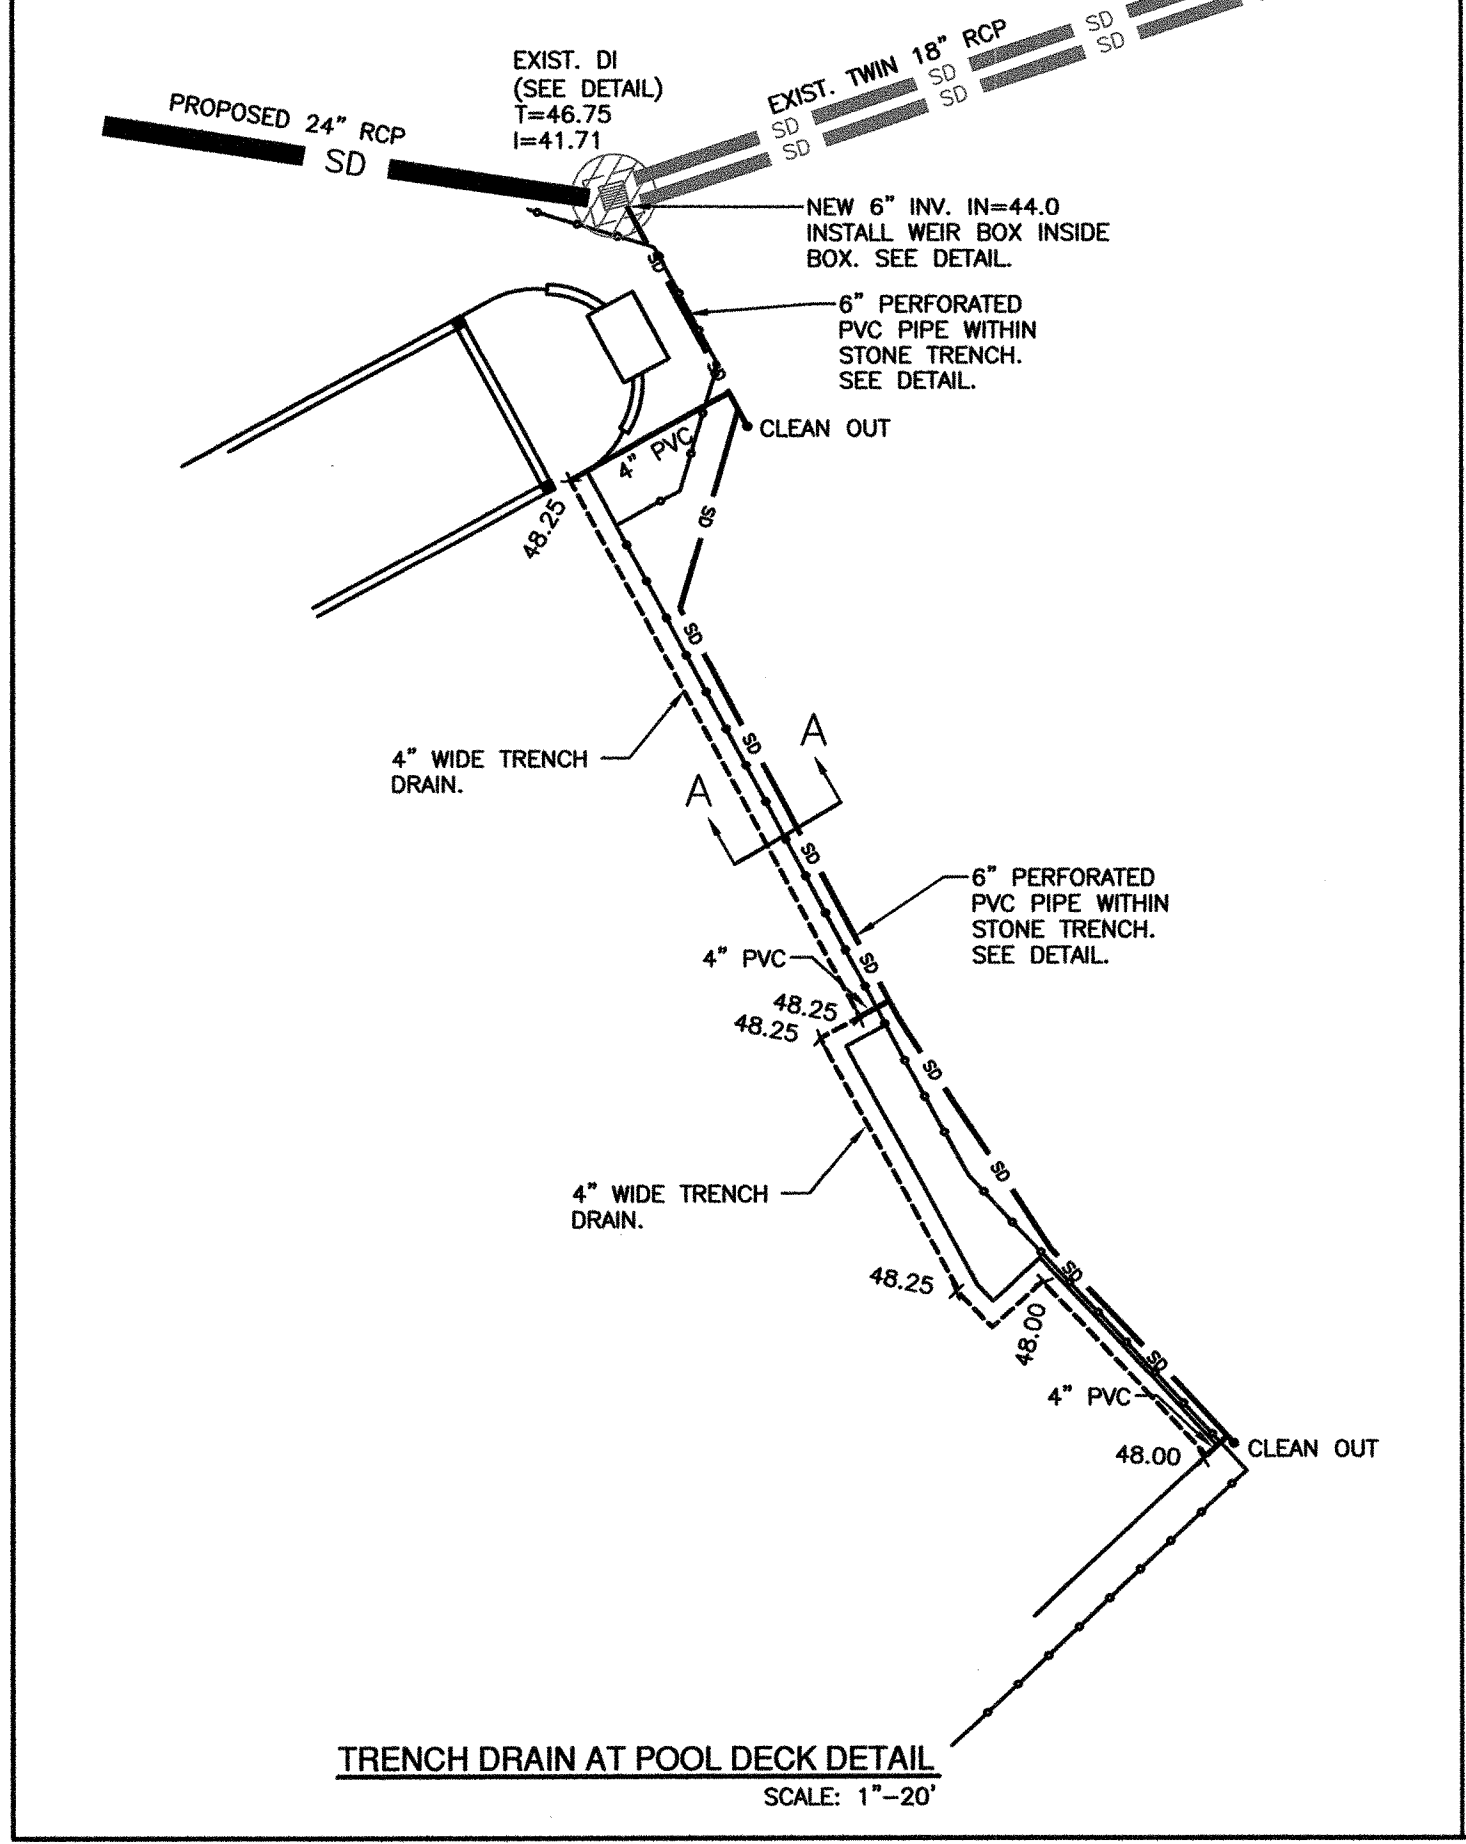 EXIST. DI
(SEE DETAIL)
T=46.75
I=41.71
PROPOSED 24" RCP
SD
EXIST. TWIN 18" RCP
SD
SD
SD
SD
SD
SD
NEW 6" INV. IN=44.0
INSTALL WEIR BOX INSIDE
BOX. SEE DETAIL.
SD
6" PERFORATED
PVC PIPE WITHIN
STONE TRENCH.
SEE DETAIL.
SD
CLEAN OUT
4" PVC
48.25
SD
SD
4" WIDE TRENCH
DRAIN.
SD
A
A
SD
6" PERFORATED
PVC PIPE WITHIN
STONE TRENCH.
SEE DETAIL.
4" PVC
SD
48.25
48.25
SD
SD
4" WIDE TRENCH
DRAIN.
48.25
SD
48.00
SD
4" PVC
48.00
CLEAN OUT
TRENCH DRAIN AT POOL DECK DETAIL
SCALE: 1"-20'